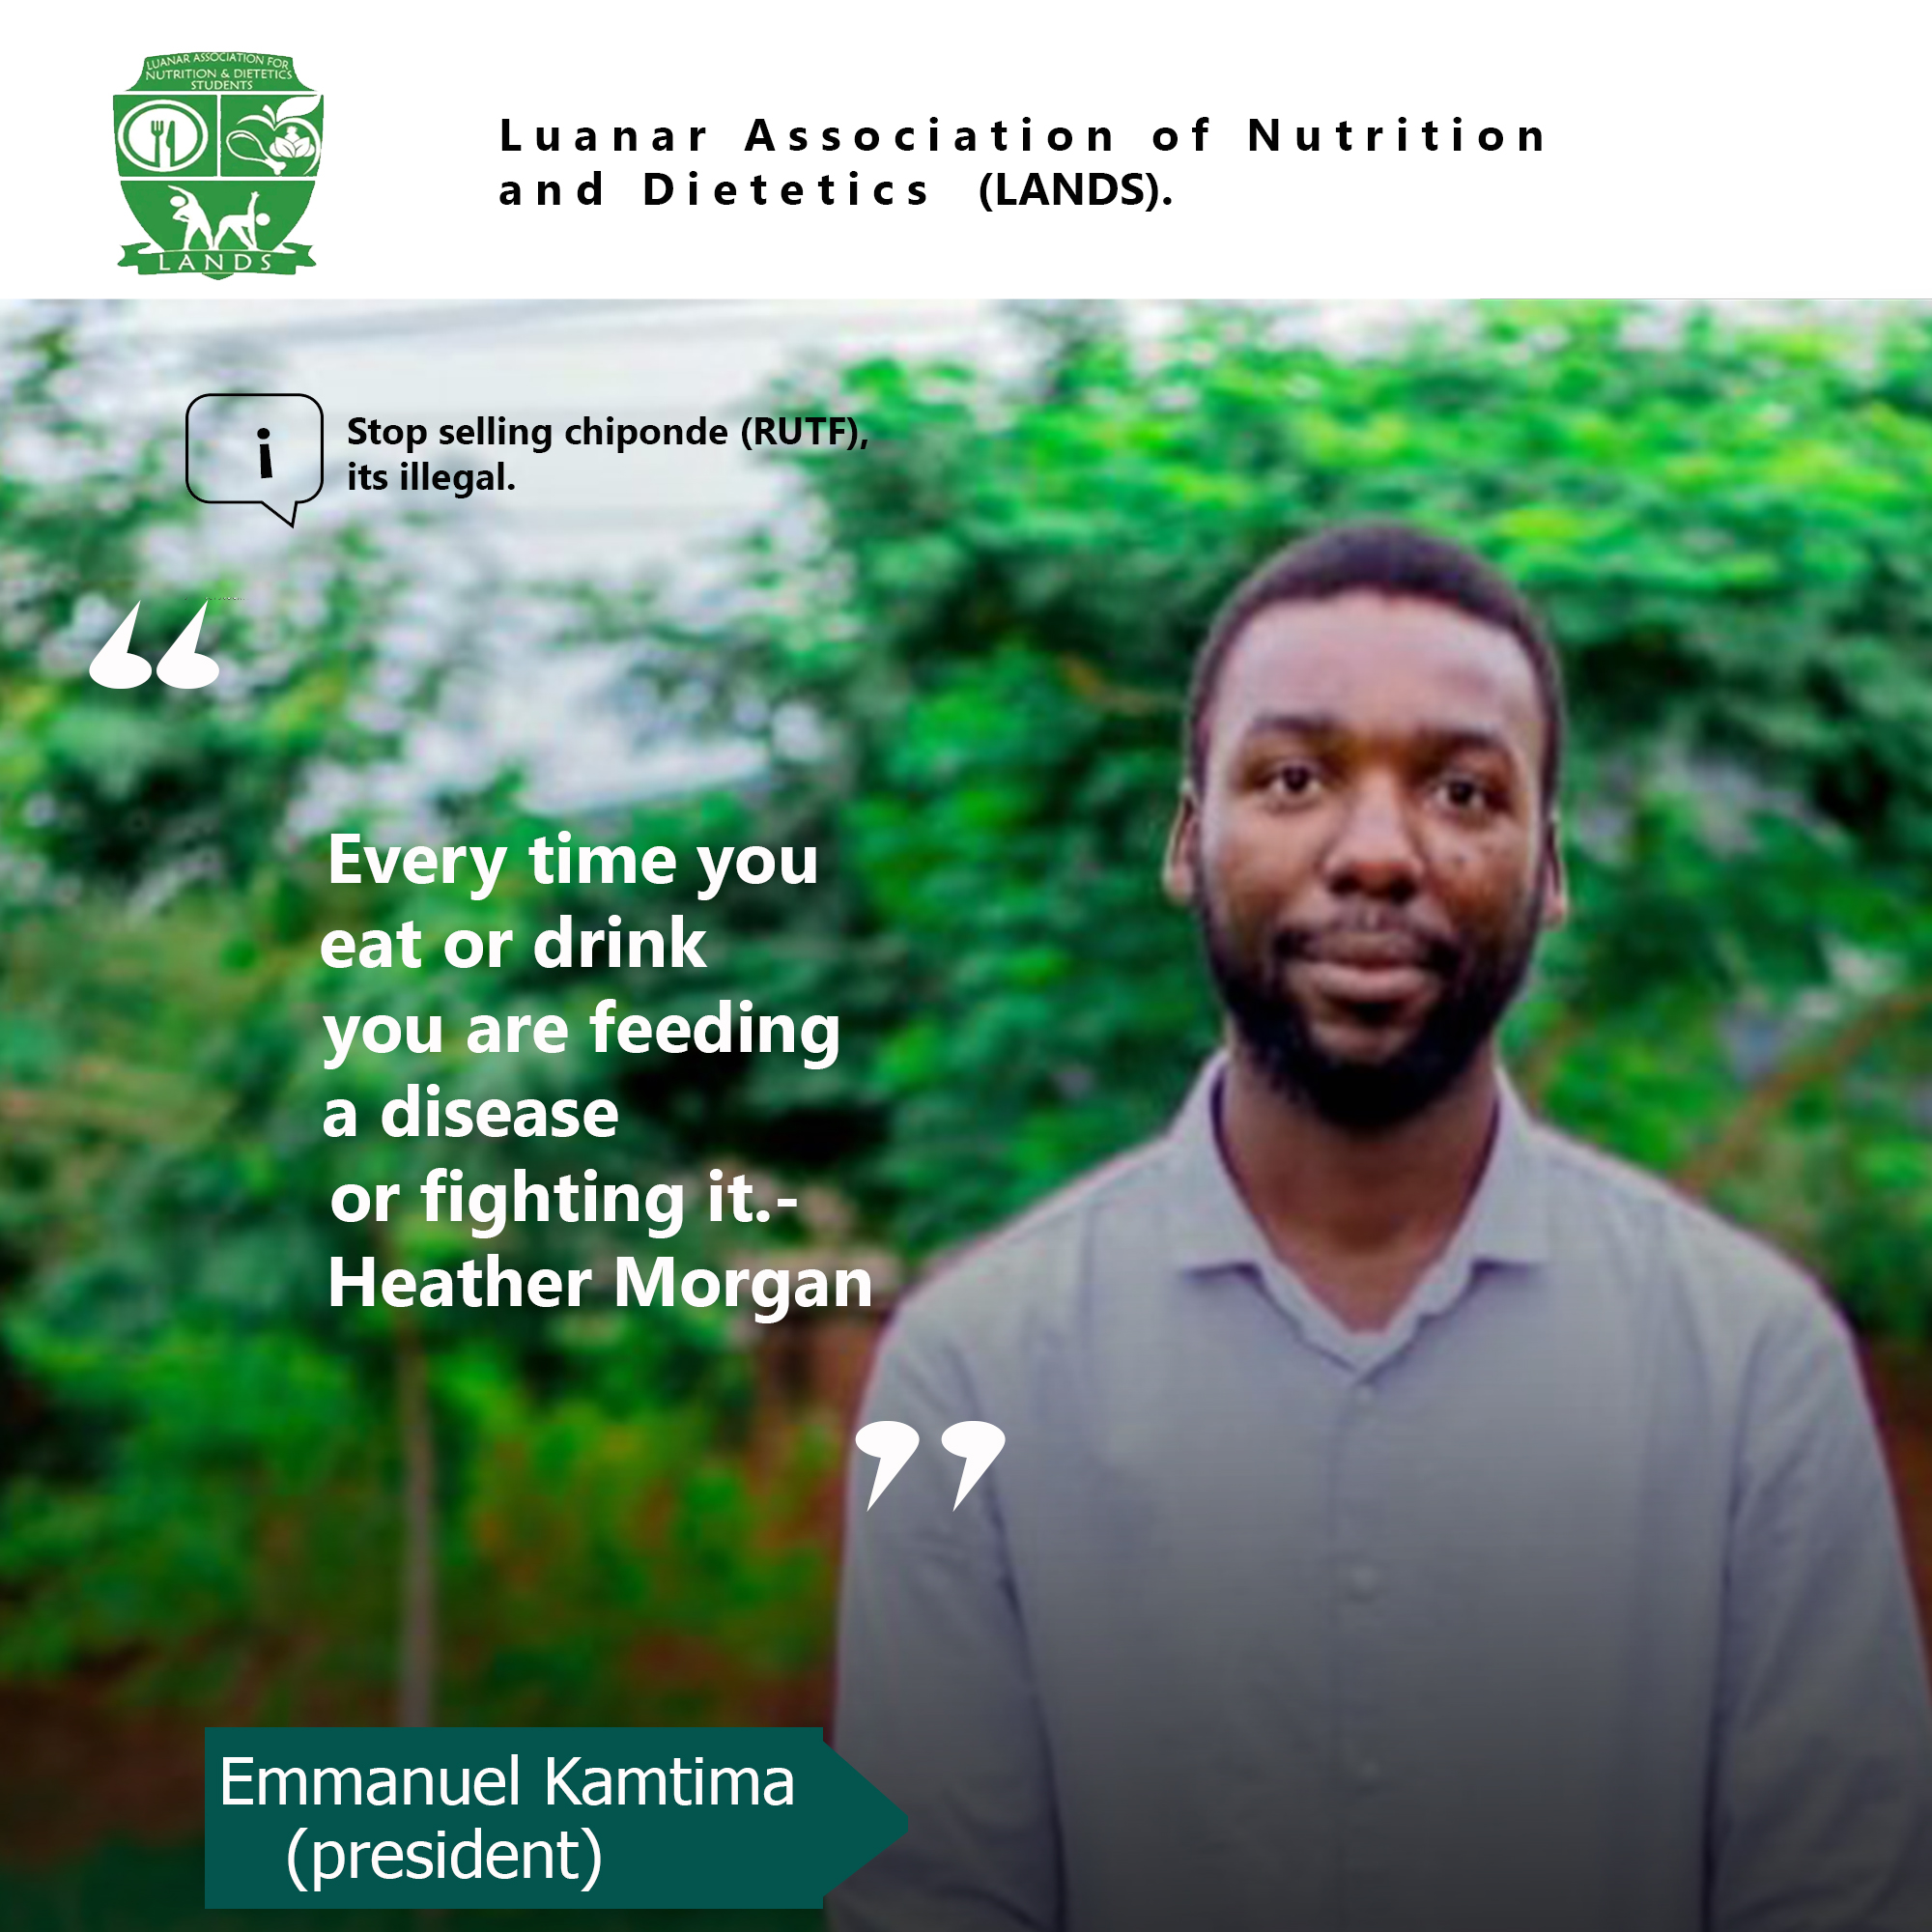 LUANAR ASSOCIATION FOR
NUTRITION & DIETETICS
STUDENTS
LANDS
Luanar Association of Nutrition
and Dietetics (LANDS).
i
Stop selling chiponde (RUTF),
its illegal.
“
Every time you
eat or drink
you are feeding
a disease
or fighting it.-
Heather Morgan
”
Emmanuel Kamtima
(president)